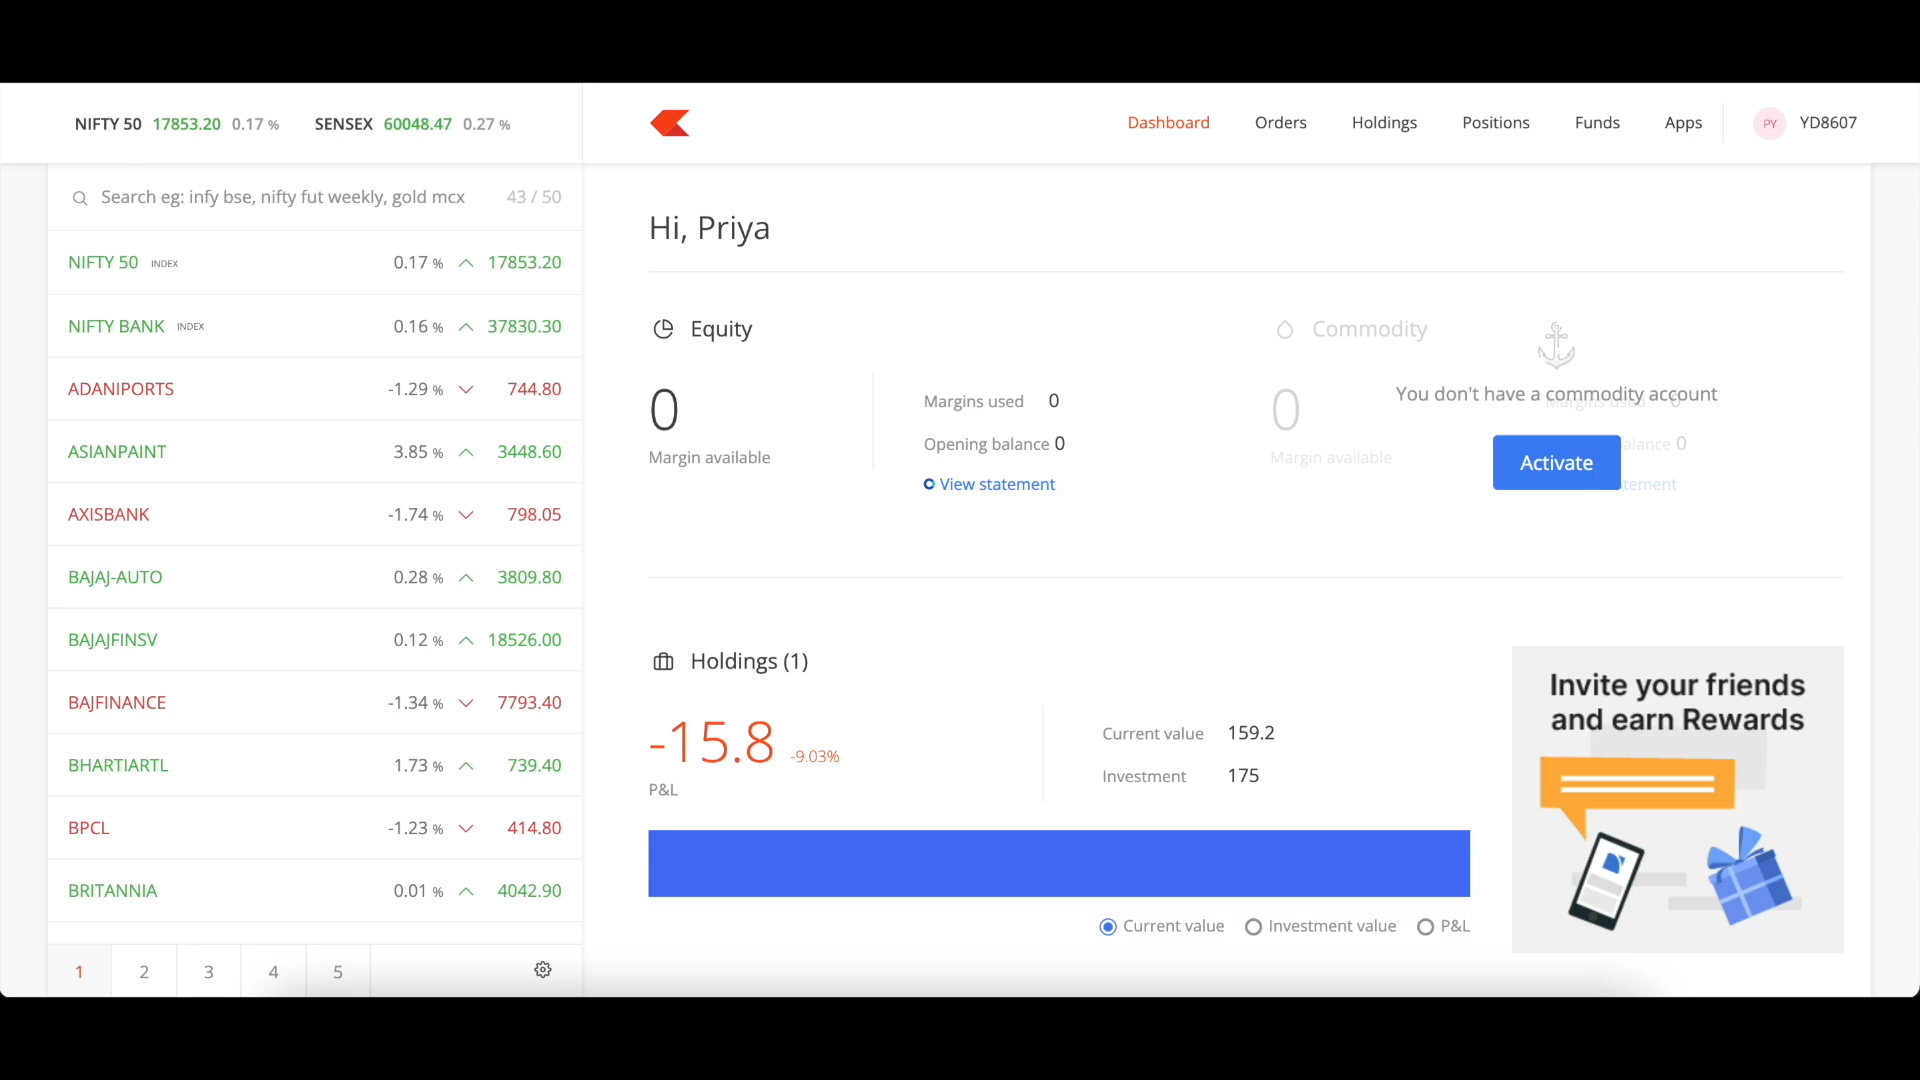 NIFTY 50 17853.20 0.17 % SENSEX 60048.47 0.27 %
Dashboard Orders Holdings Positions Funds Apps PY YD8607
Search eg: infy bse, nifty fut weekly, gold mcx 43 / 50
NIFTY 50 INDEX 0.17 % 17853.20
NIFTY BANK INDEX 0.16 % 37830.30
ADANIPORTS -1.29 % 744.80
ASIANPAINT 3.85 % 3448.60
AXISBANK -1.74 % 798.05
BAJAJ-AUTO 0.28 % 3809.80
BAJAJFINSV 0.12 % 18526.00
BAJFINANCE -1.34 % 7793.40
BHARTIARTL 1.73 % 739.40
BPCL -1.23 % 414.80
BRITANNIA 0.01 % 4042.90
1 2 3 4 5
Hi, Priya
Equity
0
Margin available
Margins used 0
Opening balance 0
View statement
Commodity
0
Margin available
You don't have a commodity account
Margins used 0
0
Activate
Holdings (1)
-15.8 -9.03%
P&L
Current value 159.2
Investment 175
Current value Investment value P&L
Invite your friends
and earn Rewards